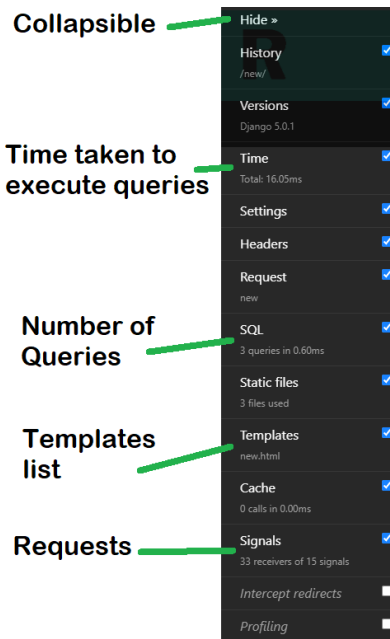 Collapsible
Hide »
R
History
/new/
Versions
Django 5.0.1
Time taken to
execute queries
Time
Total: 16.05ms
Settings
Headers
Request
new
Number of
Queries
SQL
3 queries in 0.60ms
Static files
3 files used
Templates
list
Templates
new.html
Cache
0 calls in 0.00ms
Requests
Signals
33 receivers of 15 signals
Intercept redirects
Profiling